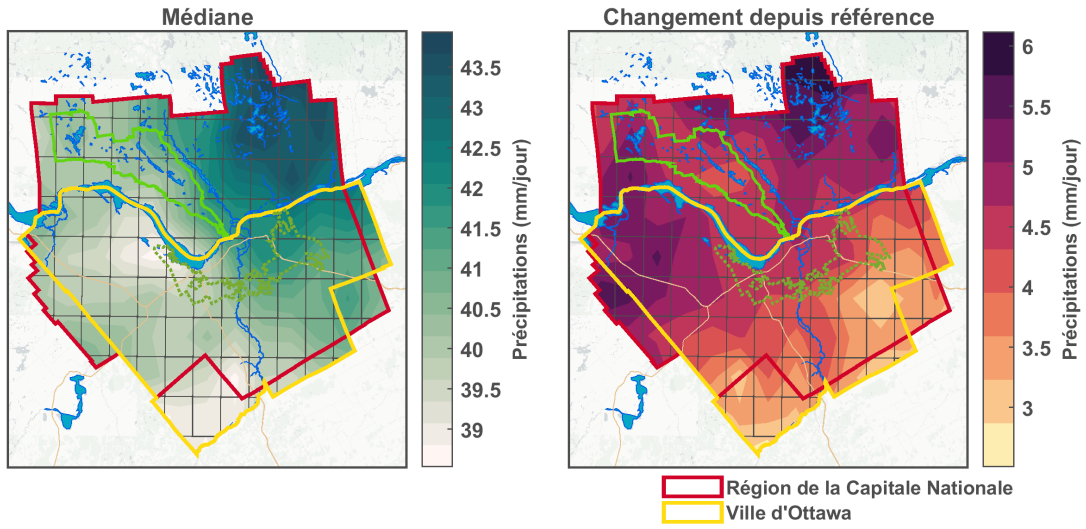 Médiane
Changement depuis référence
43.5
43
42.5
42
41.5
41
40.5
40
39.5
39
Précipitations (mm/jour)
6
5.5
5
4.5
4
3.5
3
Précipitations (mm/jour)
Région de la Capitale Nationale
Ville d'Ottawa